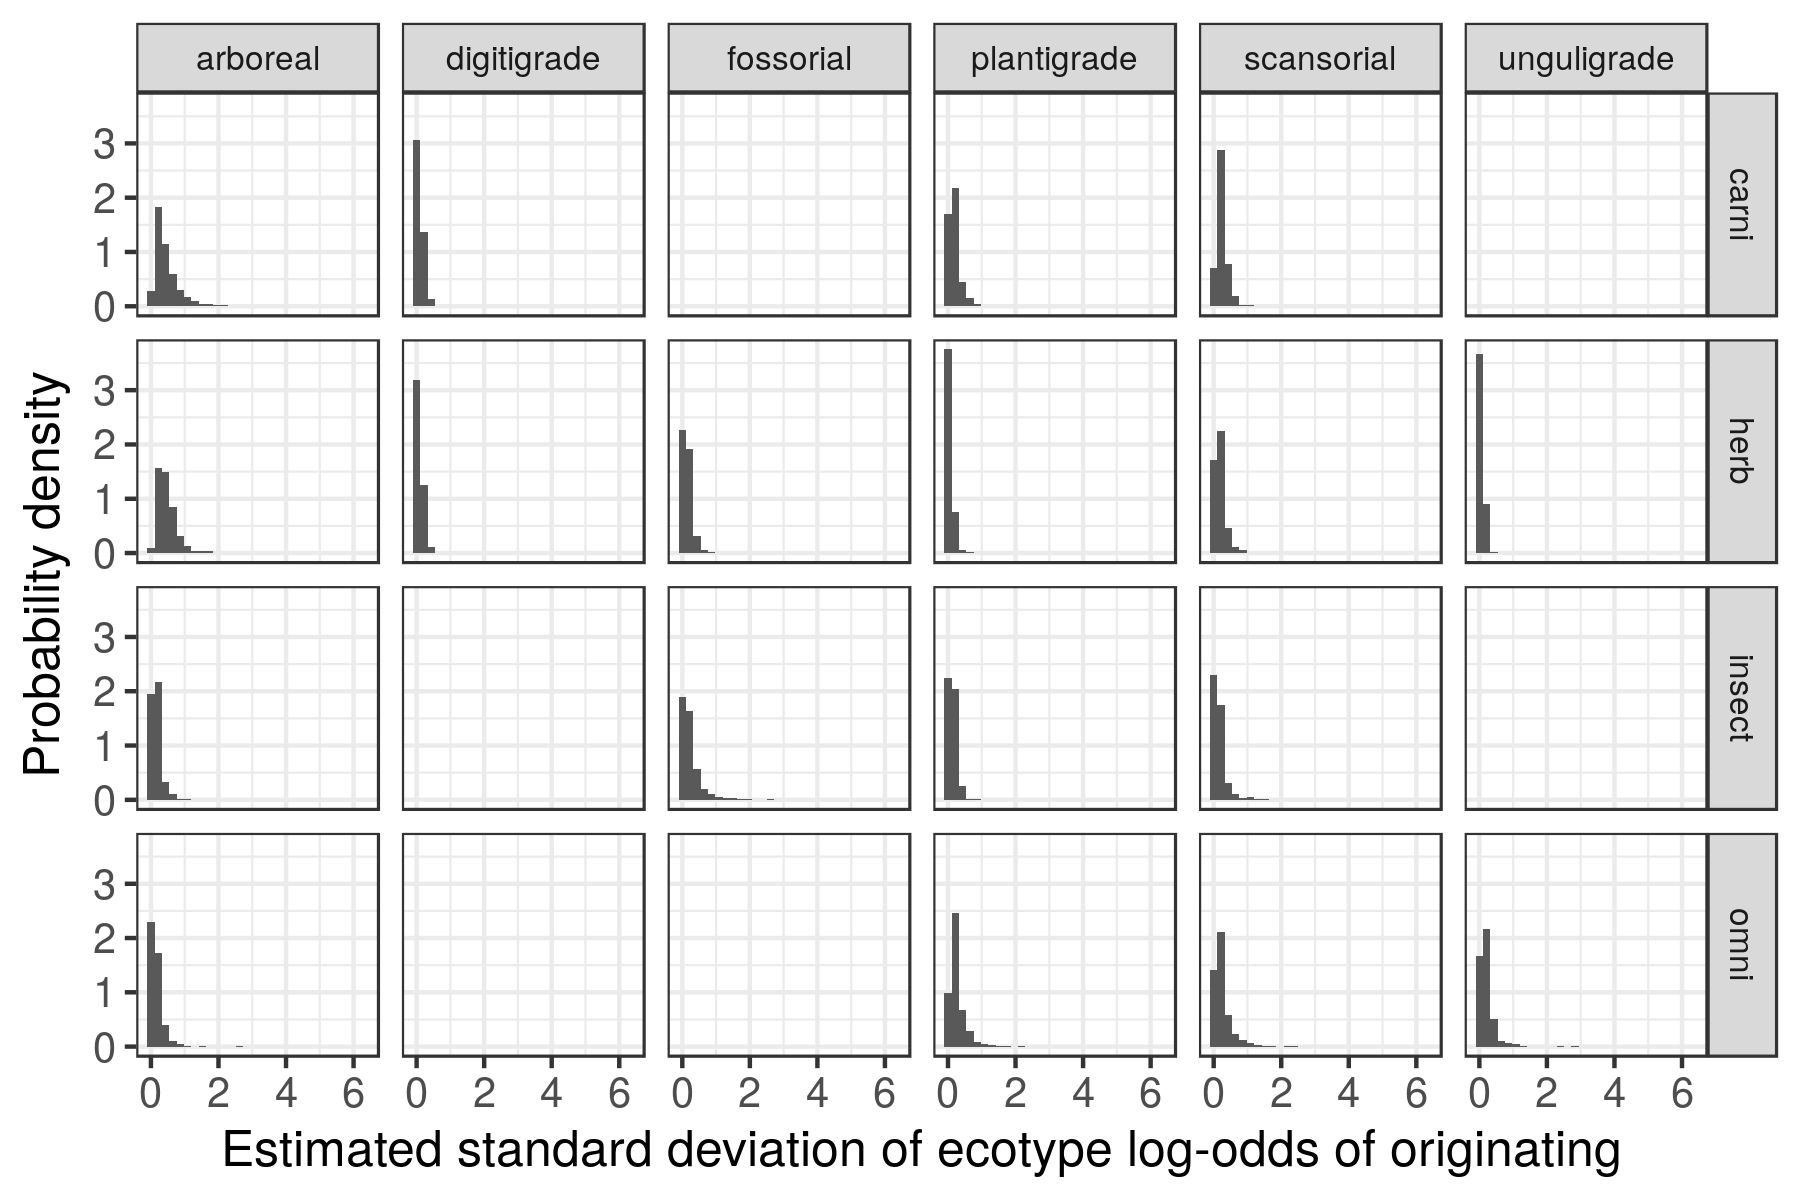 arboreal digitigrade fossorial plantigrade scansorial unguligrade
3
2
1
0
carni
3
2
1
0
herb
3
2
1
0
insect
3
2
1
0
omni
Probability density
0 2 4 6 0 2 4 6 0 2 4 6 0 2 4 6 0 2 4 6 0 2 4 6
Estimated standard deviation of ecotype log-odds of originating